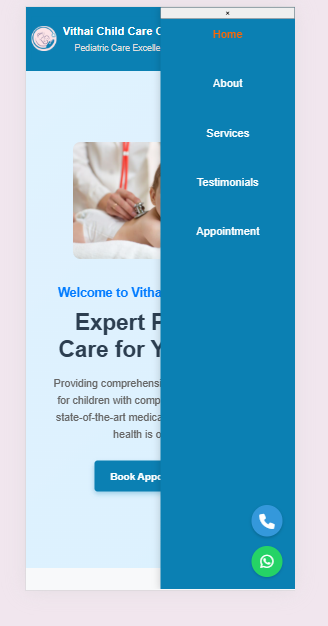 ×
Vithai Child Care C
Pediatric Care Excelle
Home
About
Services
Testimonials
Appointment
Welcome to Vitha
Expert
Care for Y
Providing comprehensi
for children with comp
state-of-the-art medica
health is o
Book Appo